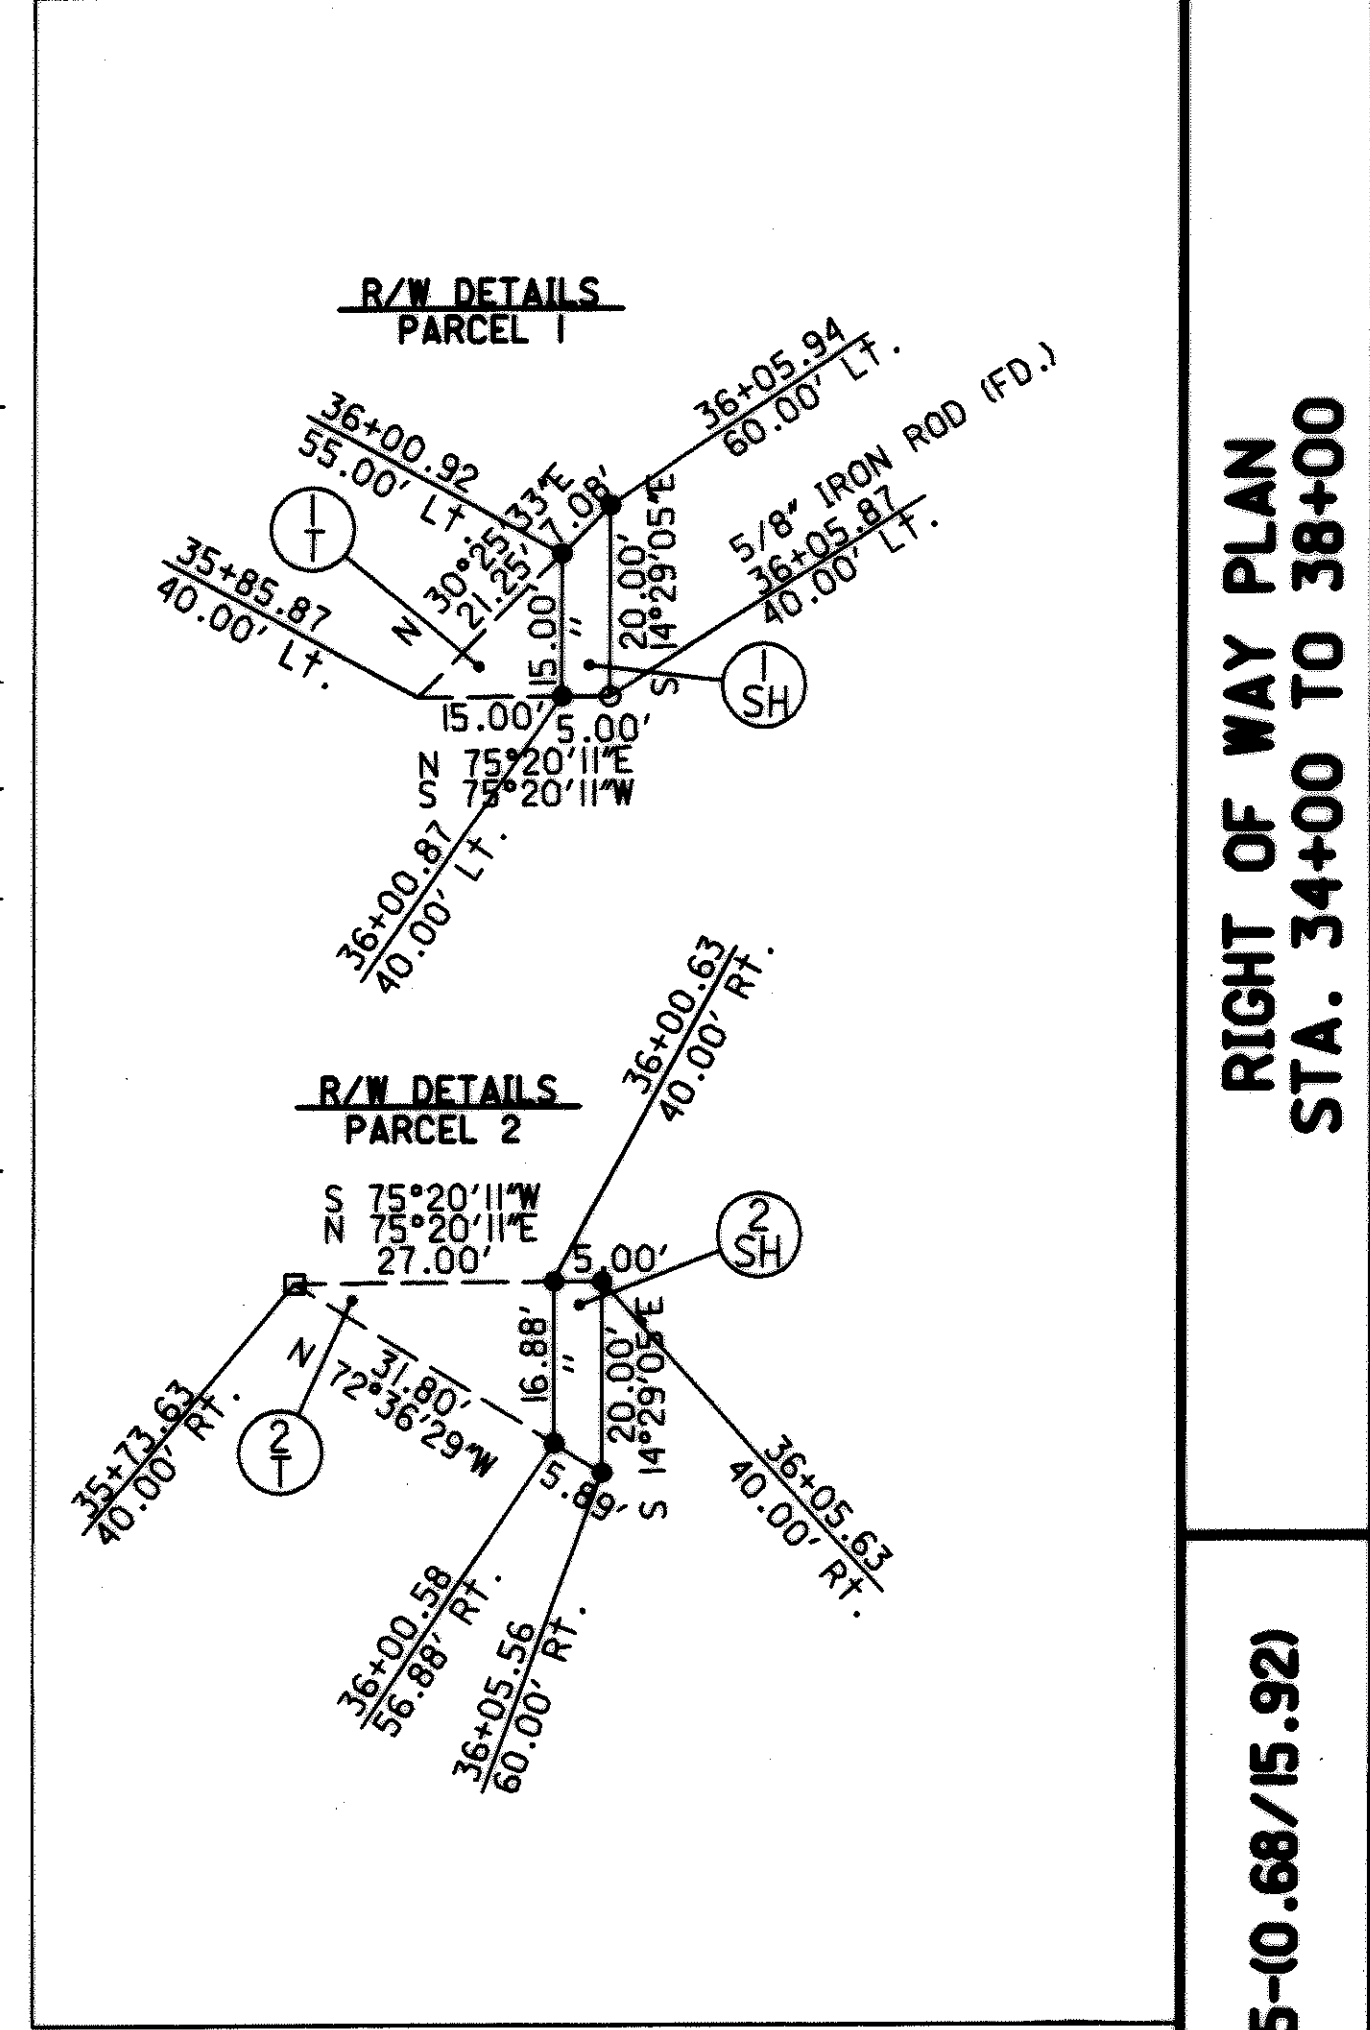 R/W DETAILS
PARCEL 1
36+05.94
60.00' Lt.
36+00.92
55.00' Lt.
5/8" IRON ROD (FD.)
36+05.87
40.00' Lt.
1
T
35+85.87
40.00' Lt.
N 30°25'33"E
21.25'
7.08'
15.00'
"
20.00'
S 14°29'05"E
1
SH
15.00'
5.00'
N 75°20'11"E
S 75°20'11"W
36+00.87
40.00' Lt.
36+00.63
40.00' Rt.
R/W DETAILS
PARCEL 2
S 75°20'11"W
N 75°20'11"E
27.00'
5.00'
2
SH
16.88'
"
20.00'
S 14°29'05"E
31.80'
N 72°36'29"W
5.89'
2
T
35+73.63
40.00' Rt.
36+05.63
40.00' Rt.
36+00.58
56.88' Rt.
36+05.56
60.00' Rt.
RIGHT OF WAY PLAN
STA. 34+00 TO 38+00
5-(0.68/15.92)